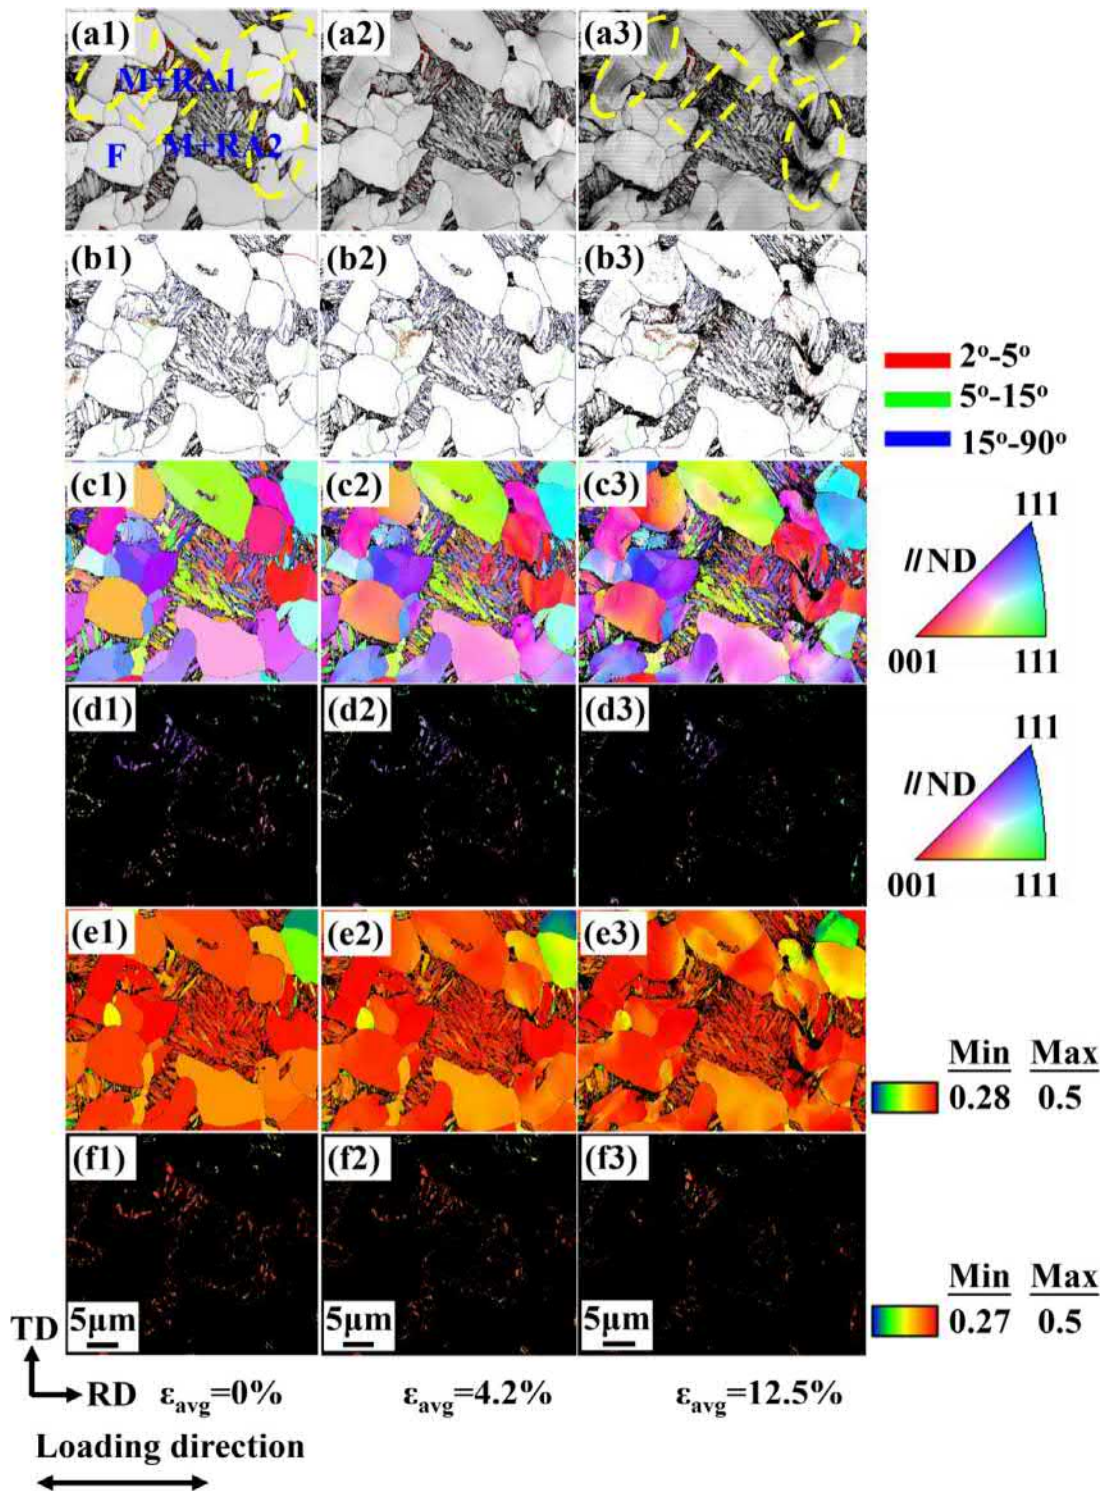 (a1) (a2) (a3)
M+RA1
F M+RA2
(b1) (b2) (b3)
2°-5°
5°-15°
15°-90°
(c1) (c2) (c3)
111
//ND
001 111
(d1) (d2) (d3)
111
//ND
001 111
(e1) (e2) (e3)
Min Max
0.28 0.5
(f1) (f2) (f3)
Min Max
0.27 0.5
5μm 5μm 5μm
TD
RD εavg=0% εavg=4.2% εavg=12.5%
Loading direction